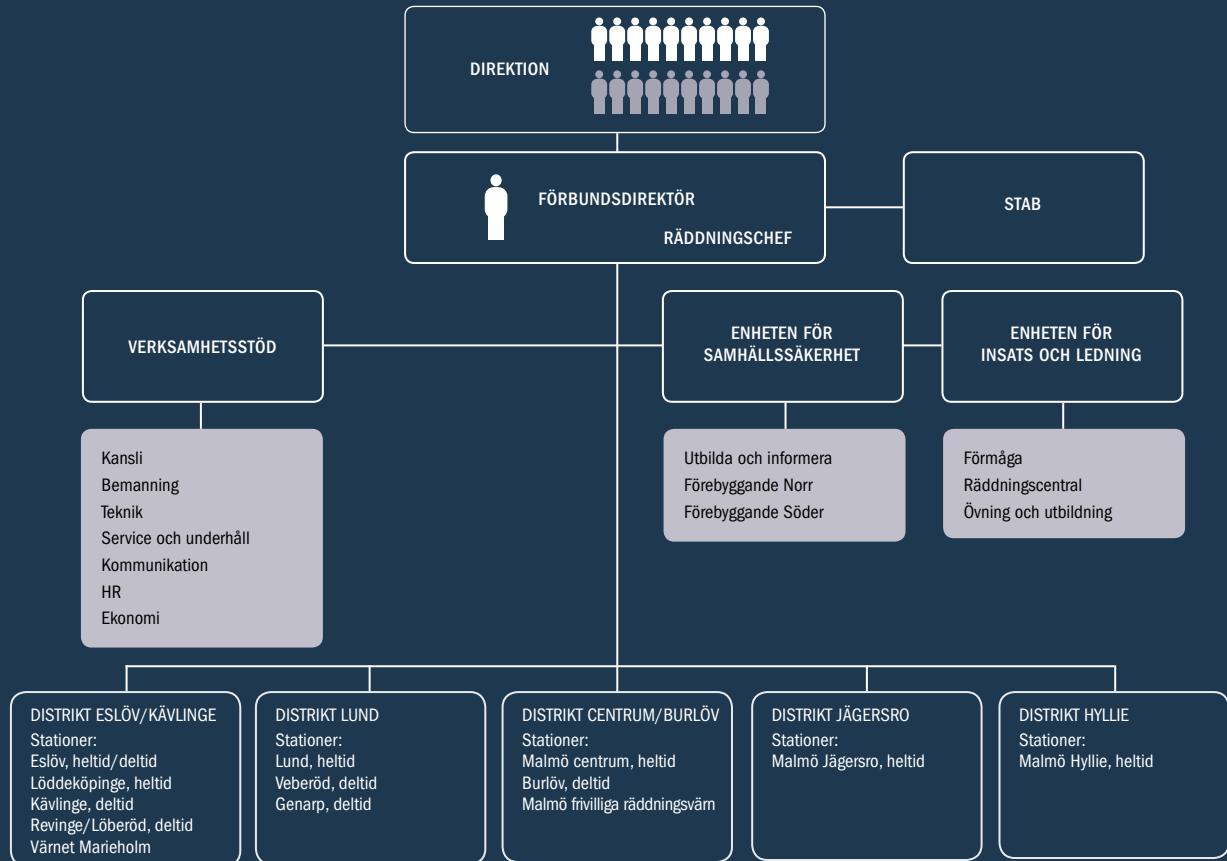 DIREKTION
FÖRBUNDSDIREKTÖR
RÄDDNINGSCHEF
STAB
VERKSAMHETSSTÖD
ENHETEN FÖR
SAMHÄLLSSÄKERHET
ENHETEN FÖR
INSATS OCH LEDNING
Kansli
Bemanning
Teknik
Service och underhåll
Kommunikation
HR
Ekonomi
Utbilda och informera
Förebyggande Norr
Förebyggande Söder
Förmåga
Räddningscentral
Övning och utbildning
DISTRIKT ESLÖV/KÄVLINGE
Stationer:
Eslöv, heltid/deltid
Löddeköpinge, heltid
Kävlinge, deltid
Revinge/Löberöd, deltid
Värnet Marieholm
DISTRIKT LUND
Stationer:
Lund, heltid
Veberöd, deltid
Genarp, deltid
DISTRIKT CENTRUM/BURLÖV
Stationer:
Malmö centrum, heltid
Burlöv, deltid
Malmö frivilliga räddningsvärn
DISTRIKT JÄGERSRO
Stationer:
Malmö Jägersro, heltid
DISTRIKT HYLLIE
Stationer:
Malmö Hyllie, heltid